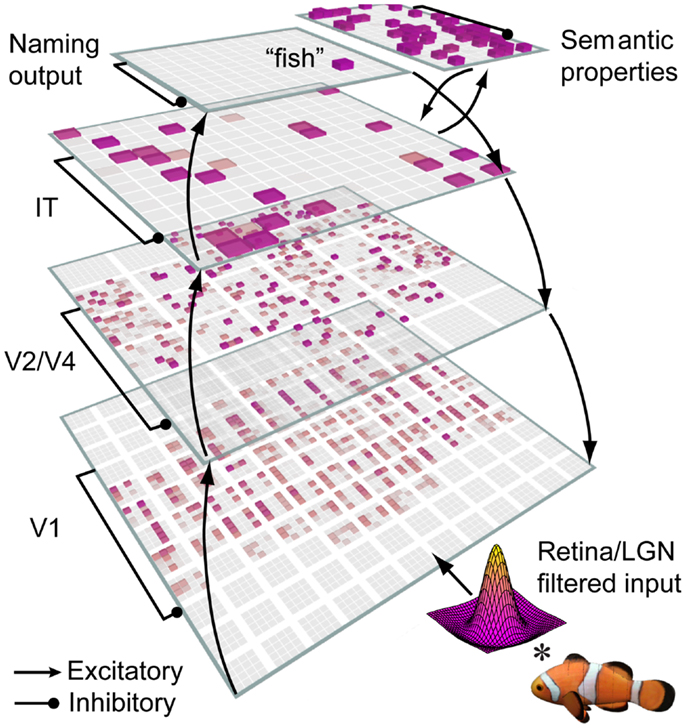 Naming
output
"fish"
Semantic
properties
IT
V2/V4
V1
Retina/LGN
filtered input
*
Excitatory
Inhibitory